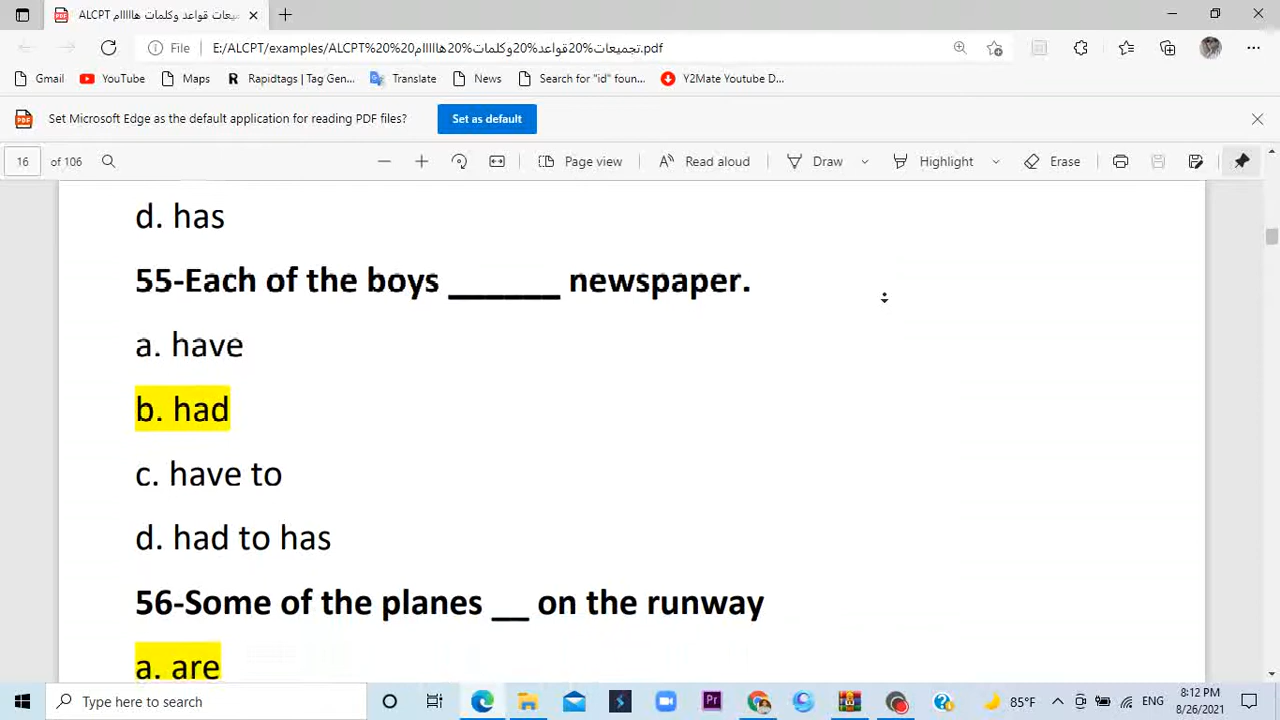 ALCPT تجميعات قواعد وكلمات هاااااام
File
E:/ALCPT/examples/ALCPT%20%20تجميعات%20قواعد%20وكلمات%20هاااااام.pdf
Gmail
YouTube
Maps
Rapidtags | Tag Gen...
Translate
News
Search for "id" foun...
Y2Mate Youtube D...
Set Microsoft Edge as the default application for reading PDF files?
Set as default
16 of 106
Page view
Read aloud
Draw
Highlight
Erase
d. has
55-Each of the boys ______ newspaper.
a. have
b. had
c. have to
d. had to has
56-Some of the planes __ on the runway
a. are
Type here to search
Pr
85°F
ENG
8:12 PM
8/26/2021